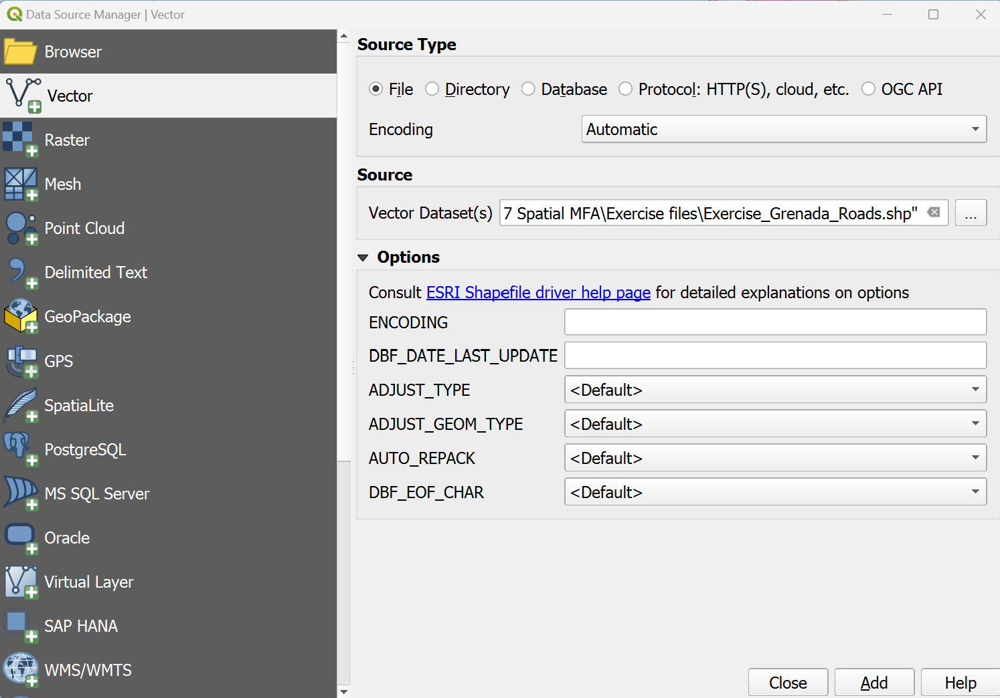 Data Source Manager | Vector
Browser
Vector
Raster
Mesh
Point Cloud
Delimited Text
GeoPackage
GPS
SpatiaLite
PostgreSQL
MS SQL Server
Oracle
Virtual Layer
SAP HANA
WMS/WMTS
Source Type
File Directory Database Protocol: HTTP(S), cloud, etc. OGC API
Encoding Automatic
Source
Vector Dataset(s) 7 Spatial MFA\Exercise files\Exercise_Grenada_Roads.shp" ...
Options
Consult ESRI Shapefile driver help page for detailed explanations on options
ENCODING
DBF_DATE_LAST_UPDATE
ADJUST_TYPE <Default>
ADJUST_GEOM_TYPE <Default>
AUTO_REPACK <Default>
DBF_EOF_CHAR <Default>
Close Add Help